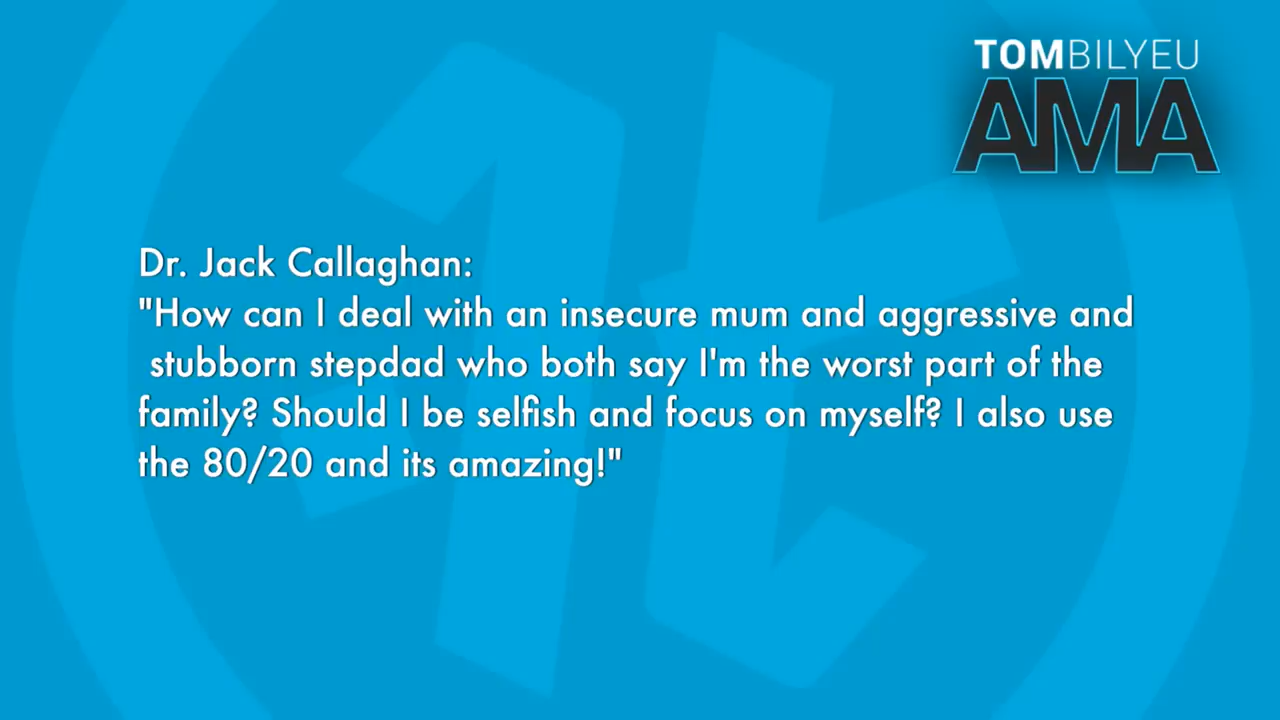 TOMBILYEU
AMA
Dr. Jack Callaghan:
"How can I deal with an insecure mum and aggressive and
stubborn stepdad who both say I'm the worst part of the
family? Should I be selfish and focus on myself? I also use
the 80/20 and its amazing!"